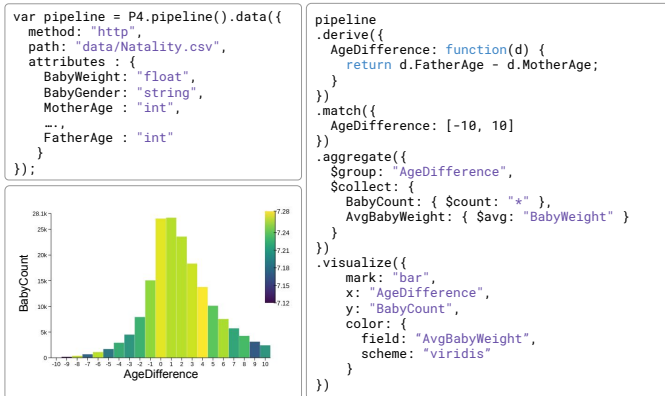 var pipeline = P4.pipeline().data({
  method: "http",
  path: "data/Natality.csv",
  attributes : {
    BabyWeight: "float",
    BabyGender: "string",
    MotherAge : "int",
    ….,
    FatherAge : "int"
   }
});
28.1k
25k
20k
15k
10k
5k
0
BabyCount
-10 -9 -8 -7 -6 -5 -4 -3 -2 -1 0 1 2 3 4 5 6 7 8 9 10
AgeDifference
7.28
7.24
7.21
7.18
7.15
7.12
pipeline
.derive({
  AgeDifference: function(d) {
    return d.FatherAge - d.MotherAge;
  }
})
.match({
  AgeDifference: [-10, 10]
})
.aggregate({
  $group: "AgeDifference",
  $collect: {
    BabyCount: { $count: "*" },
    AvgBabyWeight: { $avg: "BabyWeight" }
  }
})
.visualize({
    mark: "bar",
    x: "AgeDifference",
    y: "BabyCount",
    color: {
      field: "AvgBabyWeight",
      scheme: "viridis"
    }
})